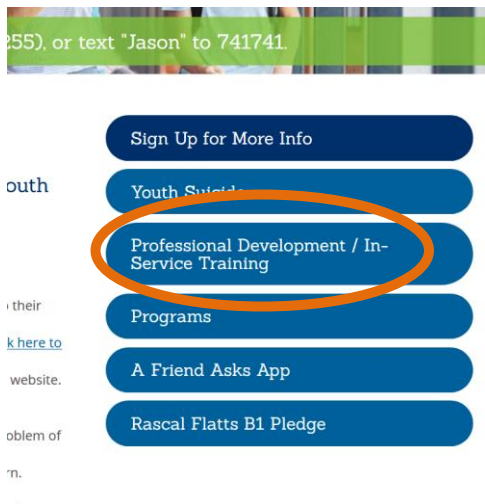 255), or text "Jason" to 741741.
Sign Up for More Info
outh
Youth Suicide
Professional Development / In-
Service Training
their
Programs
k here to
website.
A Friend Asks App
oblem of
Rascal Flatts B1 Pledge
rn.